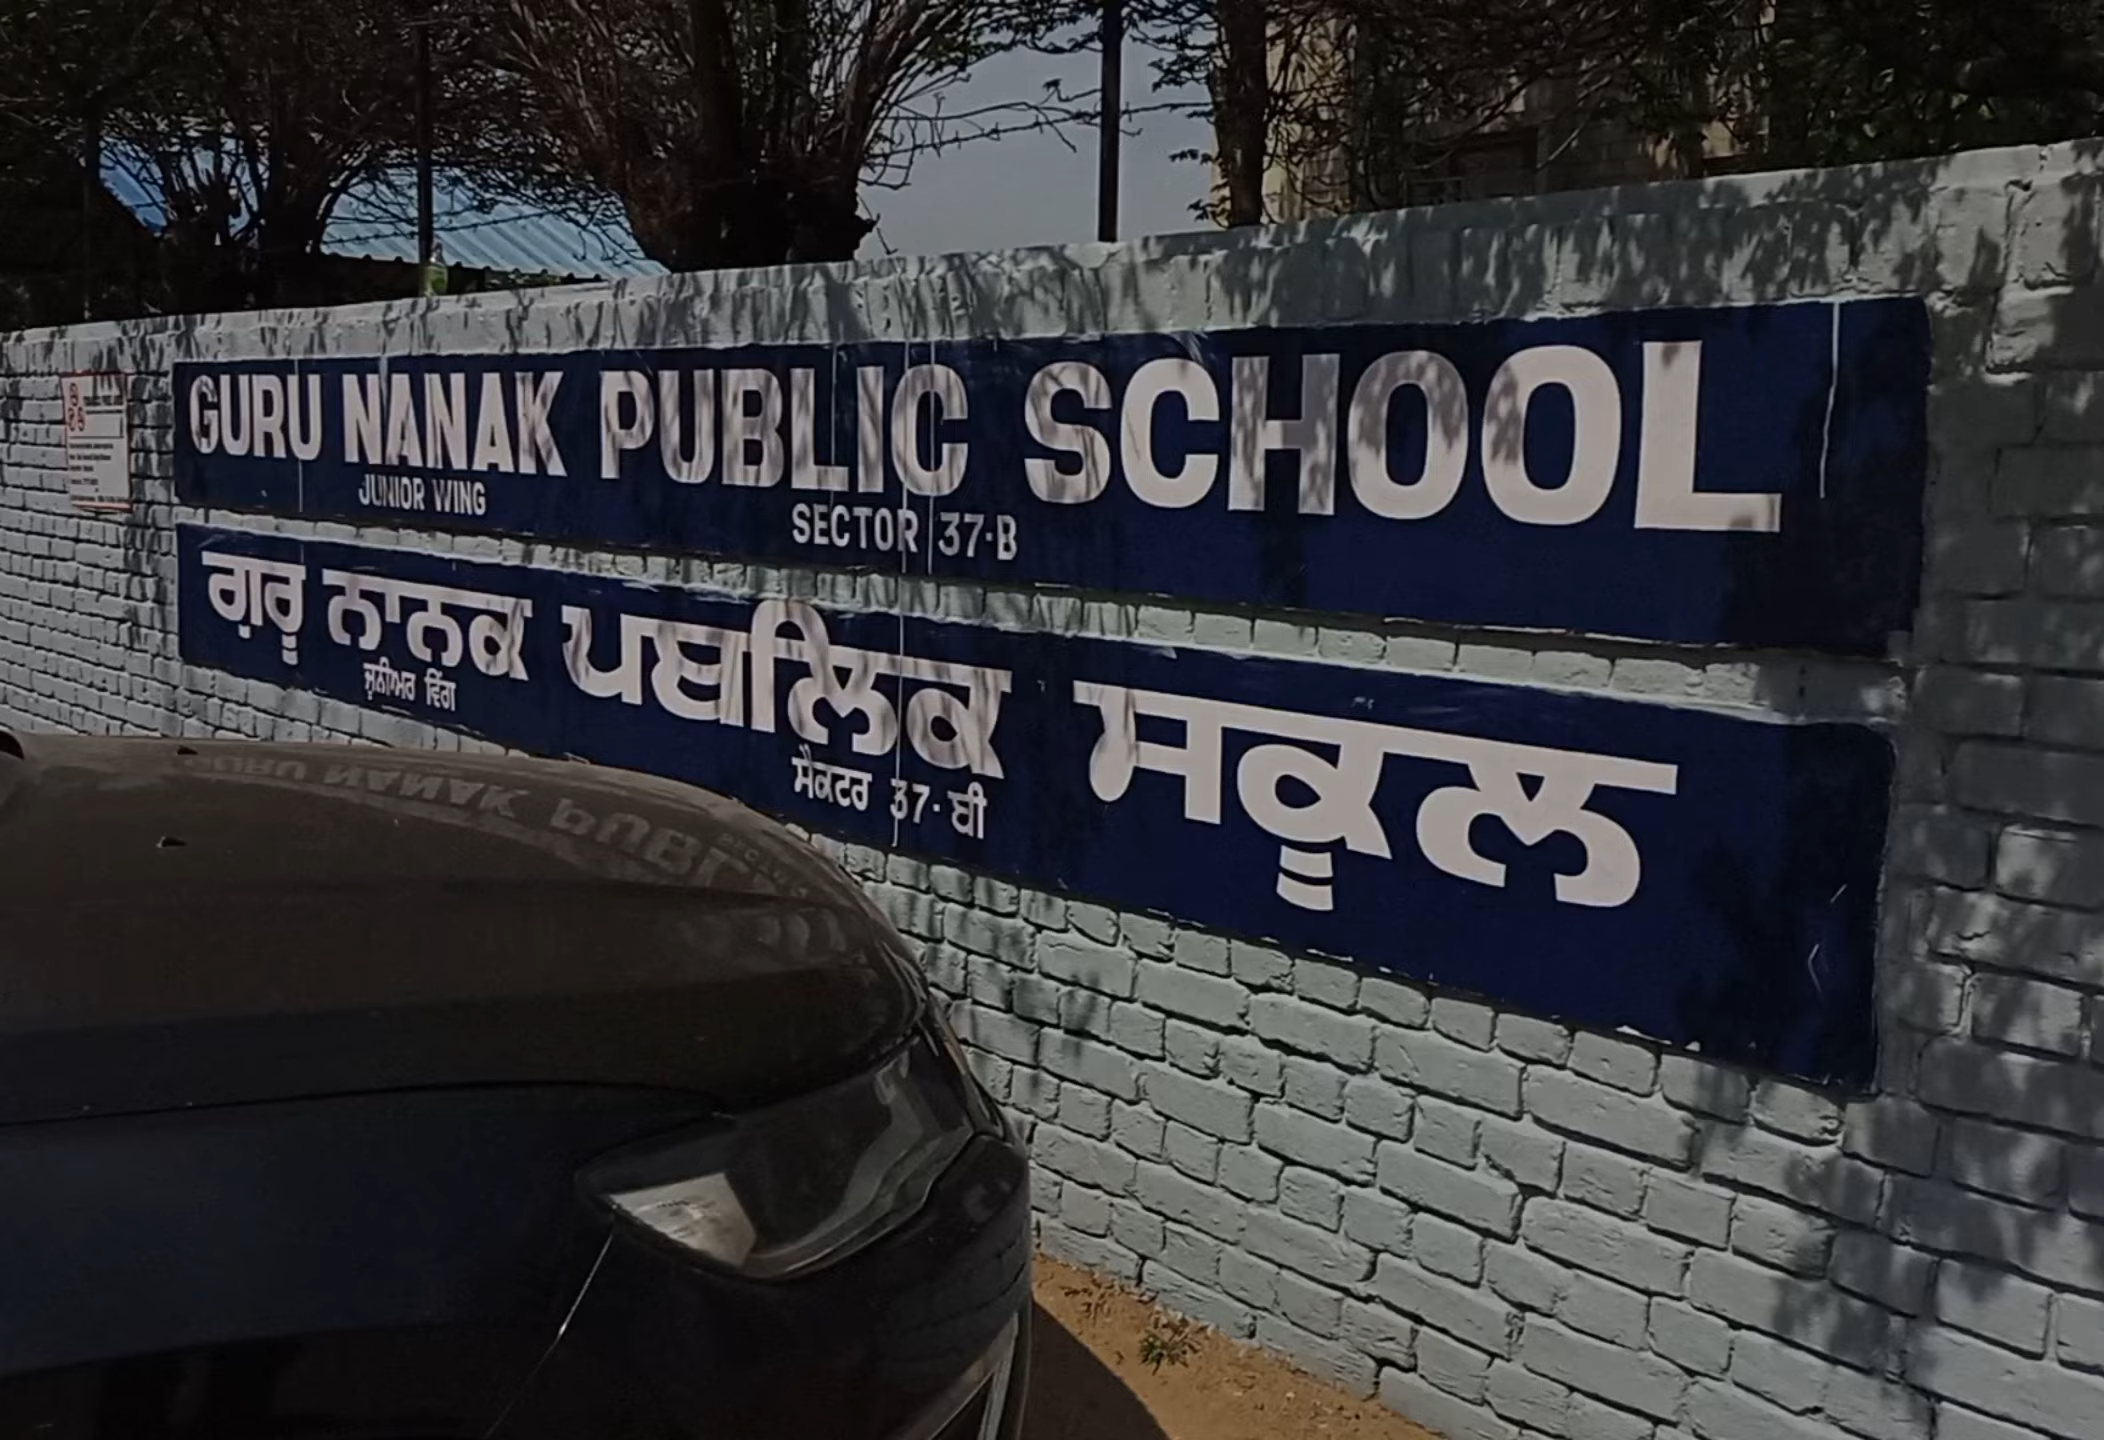 GURU NANAK PUBLIC SCHOOL
JUNIOR WING
SECTOR 37-B
ਗੁਰੂ ਨਾਨਕ ਪਬਲਿਕ ਸਕੂਲ
ਜੂਨੀਅਰ ਵਿੰਗ
ਸੈਕਟਰ 37-ਬੀ